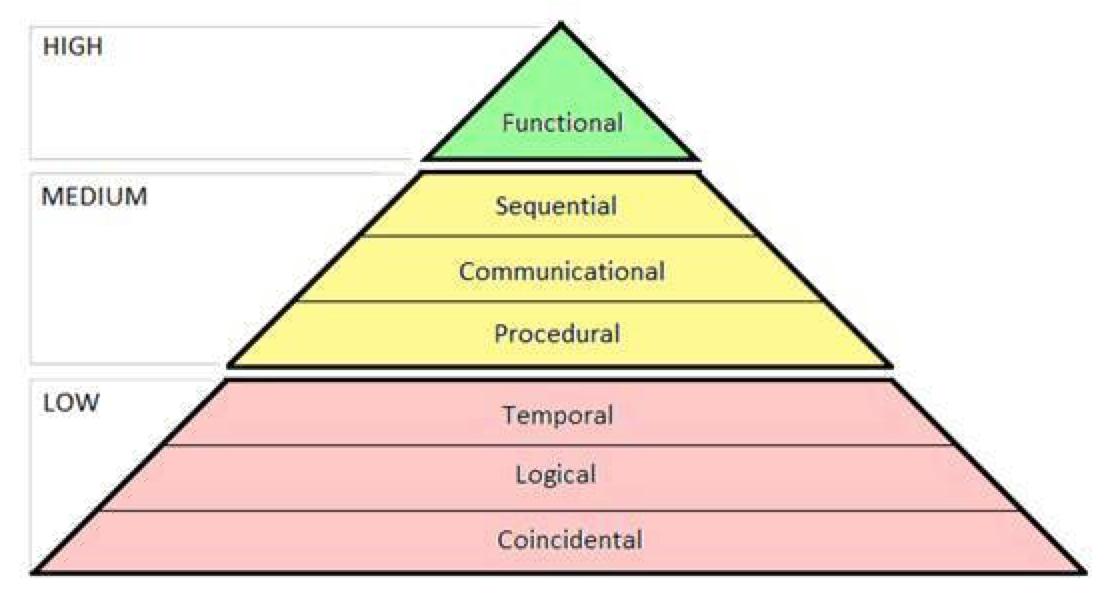 HIGH
Functional
MEDIUM
Sequential
Communicational
Procedural
LOW
Temporal
Logical
Coincidental